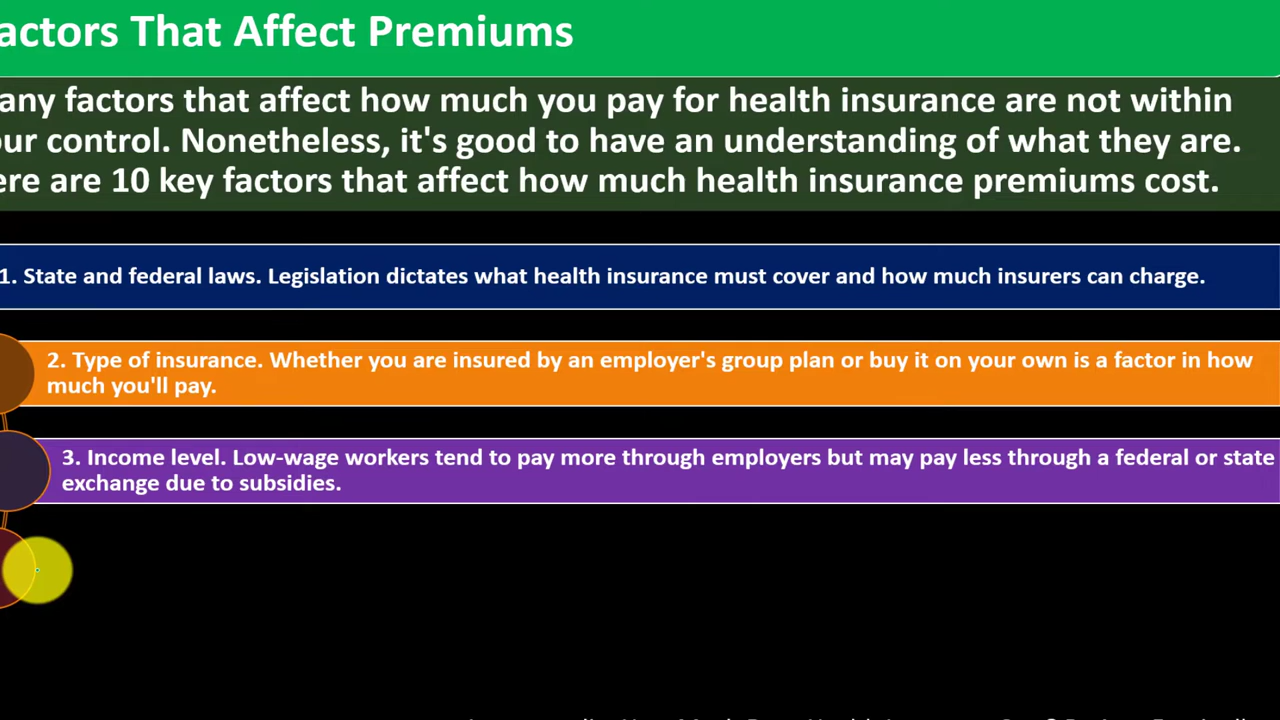 actors That Affect Premiums
any factors that affect how much you pay for health insurance are not within
ur control. Nonetheless, it's good to have an understanding of what they are.
ere are 10 key factors that affect how much health insurance premiums cost.
1. State and federal laws. Legislation dictates what health insurance must cover and how much insurers can charge.
2. Type of insurance. Whether you are insured by an employer's group plan or buy it on your own is a factor in how
much you'll pay.
3. Income level. Low-wage workers tend to pay more through employers but may pay less through a federal or state
exchange due to subsidies.